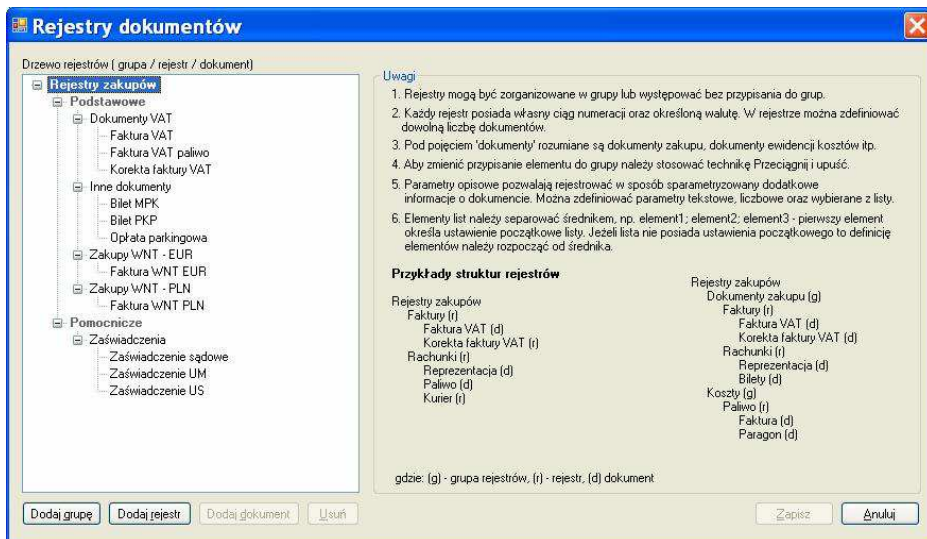 Rejestry dokumentów
Drzewo rejestrów ( grupa / rejestr / dokument)
Rejestry zakupów
Podstawowe
Dokumenty VAT
Faktura VAT
Faktura VAT paliwo
Korekta faktury VAT
Inne dokumenty
Bilet MPK
Bilet PKP
Opłata parkingowa
Zakupy WNT - EUR
Faktura WNT EUR
Zakupy WNT - PLN
Faktura WNT PLN
Pomocnicze
Zaświadczenia
Zaświadczenie sądowe
Zaświadczenie UM
Zaświadczenie US
Uwagi
1. Rejestry mogą być zorganizowane w grupy lub występować bez przypisania do grup.
2. Każdy rejestr posiada własny ciąg numeracji oraz określoną walutę. W rejestrze można zdefiniować
dowolną liczbę dokumentów.
3. Pod pojęciem 'dokumenty' rozumiane są dokumenty zakupu, dokumenty ewidencji kosztów itp.
4. Aby zmienić przypisanie elementu do grupy należy stosować technikę Przeciągnij i upuść.
5. Parametry opisowe pozwalają rejestrować w sposób sparametryzowany dodatkowe
informacje o dokumencie. Można zdefiniować parametry tekstowe, liczbowe oraz wybierane z listy.
6. Elementy list należy separować średnikem, np. element1; element2; element3 - pierwszy element
określa ustawienie początkowe listy. Jeżeli lista nie posiada ustawienia początkowego to definicję
elementów należy rozpocząć od średnika.
Przykłady struktur rejestrów
Rejestry zakupów
Faktury (r)
Faktura VAT (d)
Korekta faktury VAT (r)
Rachunki (r)
Reprezentacja (d)
Paliwo (d)
Kurier (r)
Rejestry zakupów
Dokumenty zakupu (g)
Faktury (r)
Faktura VAT (d)
Korekta faktury VAT (d)
Rachunki (r)
Reprezentacja (d)
Bilety (d)
Koszty (g)
Paliwo (r)
Faktura (d)
Paragon (d)
gdzie: (g) - grupa rejestrów, (r) - rejestr, (d) dokument
Dodaj grupę Dodaj rejestr Dodaj dokument Usuń Zapisz Anuluj